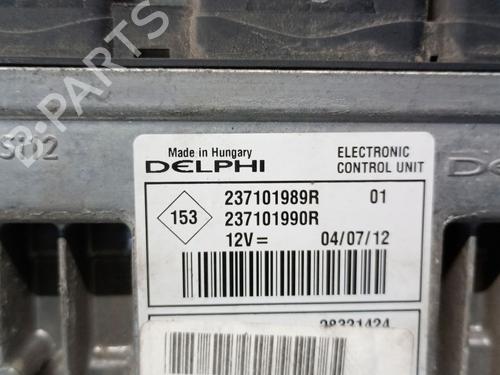 B-PARTS
Made in Hungary
DELPHI
ELECTRONIC
CONTROL UNIT
153
237101989R 01
237101990R
12V= 04/07/12